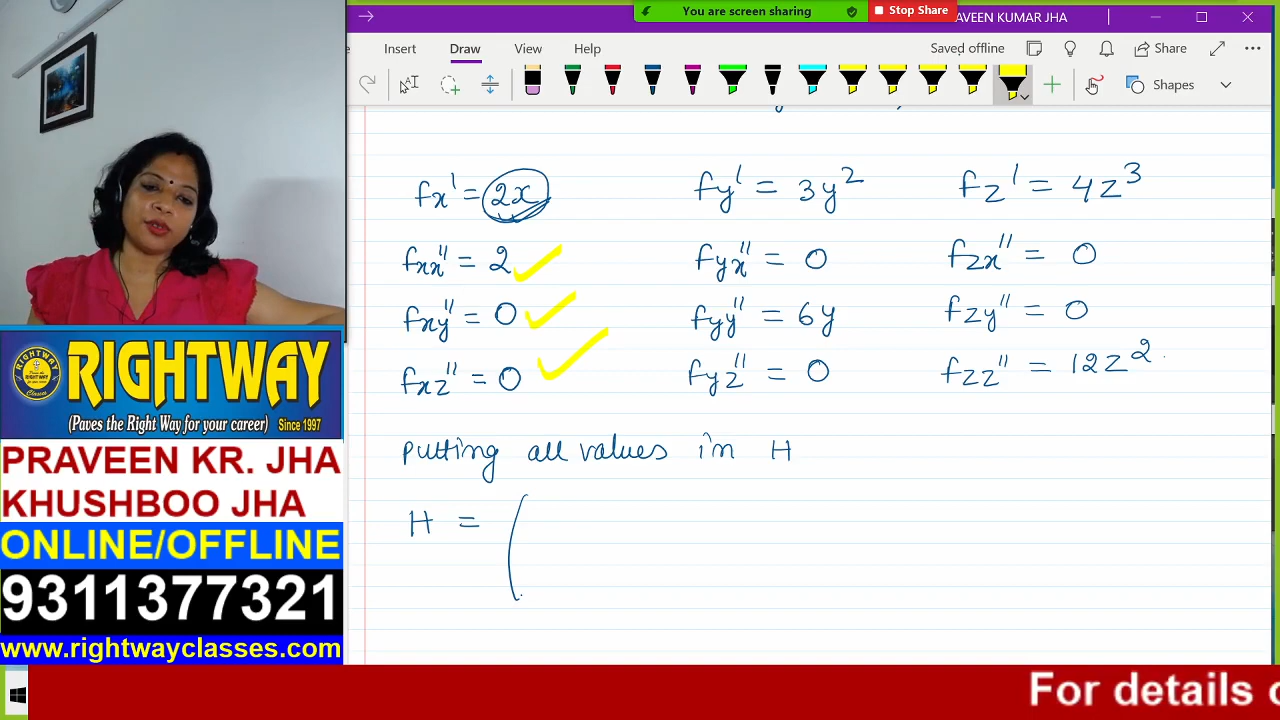 You are screen sharing
Stop Share
AVEEN KUMAR JHA
Insert Draw View Help
Saved offline
Share
Shapes
fx' = 2x fy' = 3y² fz' = 4z³
fxx'' = 2 fyx'' = 0 fzx'' = 0
fxy'' = 0 fyy'' = 6y fzy'' = 0
fxz'' = 0 fyz'' = 0 fzz'' = 12z²
Putting all values in H
H = (
RIGHTWAY
RIGHTWAY
(Paves the Right Way for your career)
Since 1997
PRAVEEN KR. JHA
KHUSHBOO JHA
ONLINE/OFFLINE
9311377321
www.rightwayclasses.com
For details